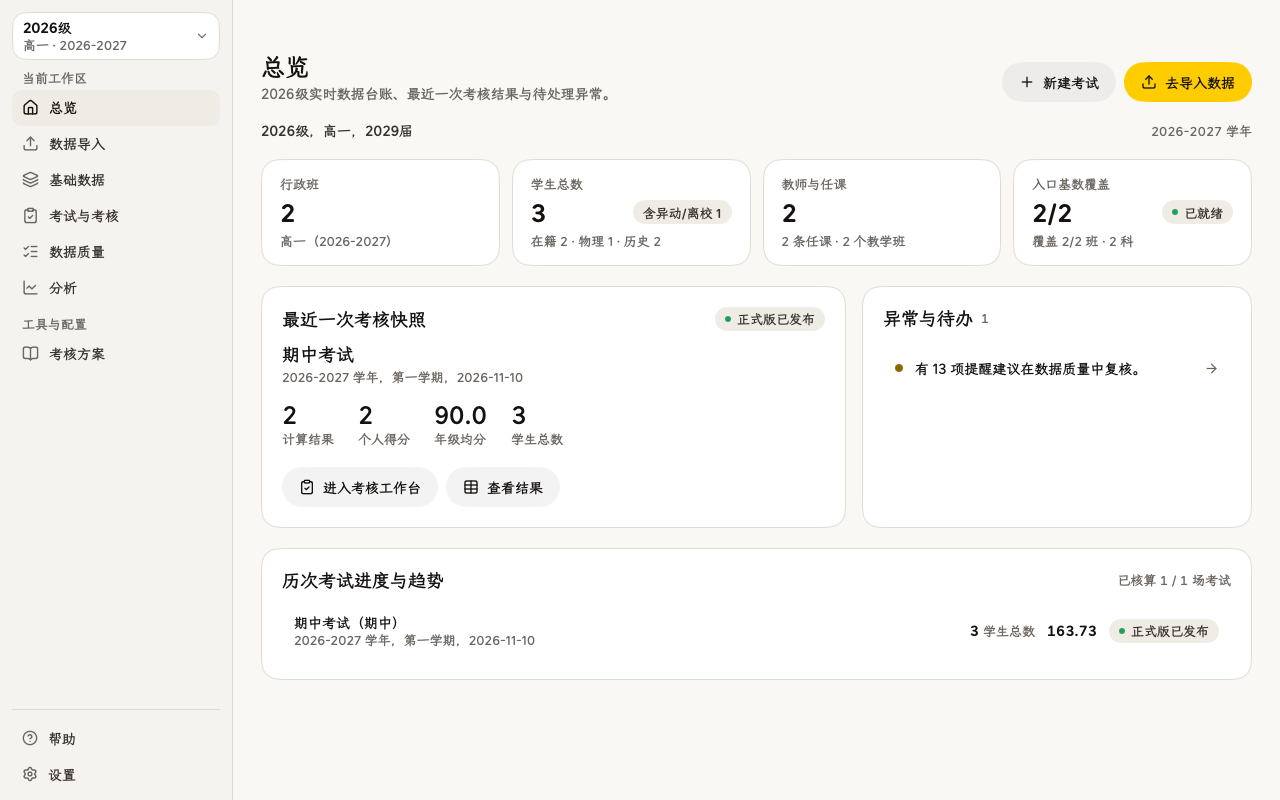 2026级
高一 · 2026-2027
当前工作区
总览
数据导入
基础数据
考试与考核
数据质量
分析
工具与配置
考核方案
帮助
设置
总览
2026级实时数据台账、最近一次考核结果与待处理异常。
新建考试
去导入数据
2026级，高一，2029届
2026-2027 学年
行政班
2
高一（2026-2027）
学生总数
3
含异动/离校 1
在籍 2 · 物理 1 · 历史 2
教师与任课
2
2 条任课 · 2 个教学班
入口基数覆盖
2/2
已就绪
覆盖 2/2 班 · 2 科
最近一次考核快照
正式版已发布
期中考试
2026-2027 学年，第一学期，2026-11-10
2
计算结果
2
个人得分
90.0
年级均分
3
学生总数
进入考核工作台
查看结果
异常与待办 1
有 13 项提醒建议在数据质量中复核。
历次考试进度与趋势
已核算 1 / 1 场考试
期中考试（期中）
2026-2027 学年，第一学期，2026-11-10
3 学生总数 163.73
正式版已发布